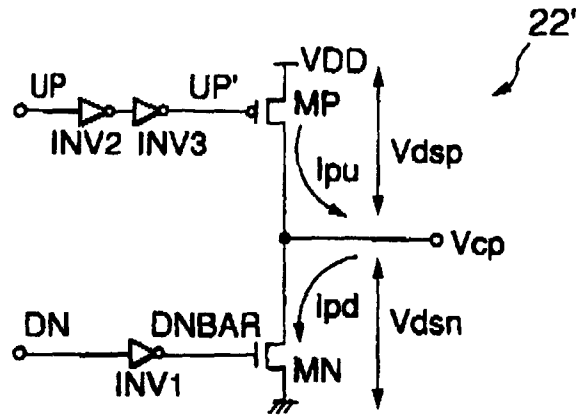 22'
VDD
UP
UP'
MP
INV2
INV3
Ipu
Vdsp
Vcp
DN
DNBAR
Ipd
Vdsn
INV1
MN